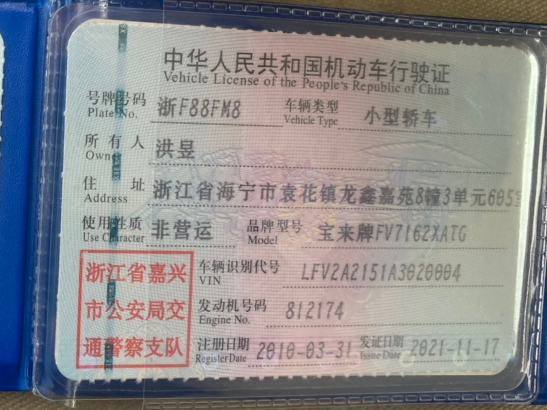 中华人民共和国机动车行驶证
Vehicle License of the People's Republic of China
号牌号码 浙F88FM8 车辆类型 小型轿车
Plate No. Vehicle Type
所有人 洪昱
Owner
住址 浙江省海宁市袁花镇龙鑫嘉苑8幢3单元605室
Address
使用性质 非营运 品牌型号 宝来牌FV7162XATG
Use Character Model
浙江省嘉兴 车辆识别代号 LFV2A2151A3020004
VIN
市公安局交 发动机号码 812174
Engine No.
通警察支队 注册日期 2010-03-31 发证日期 2021-11-17
Register Date Issue Date